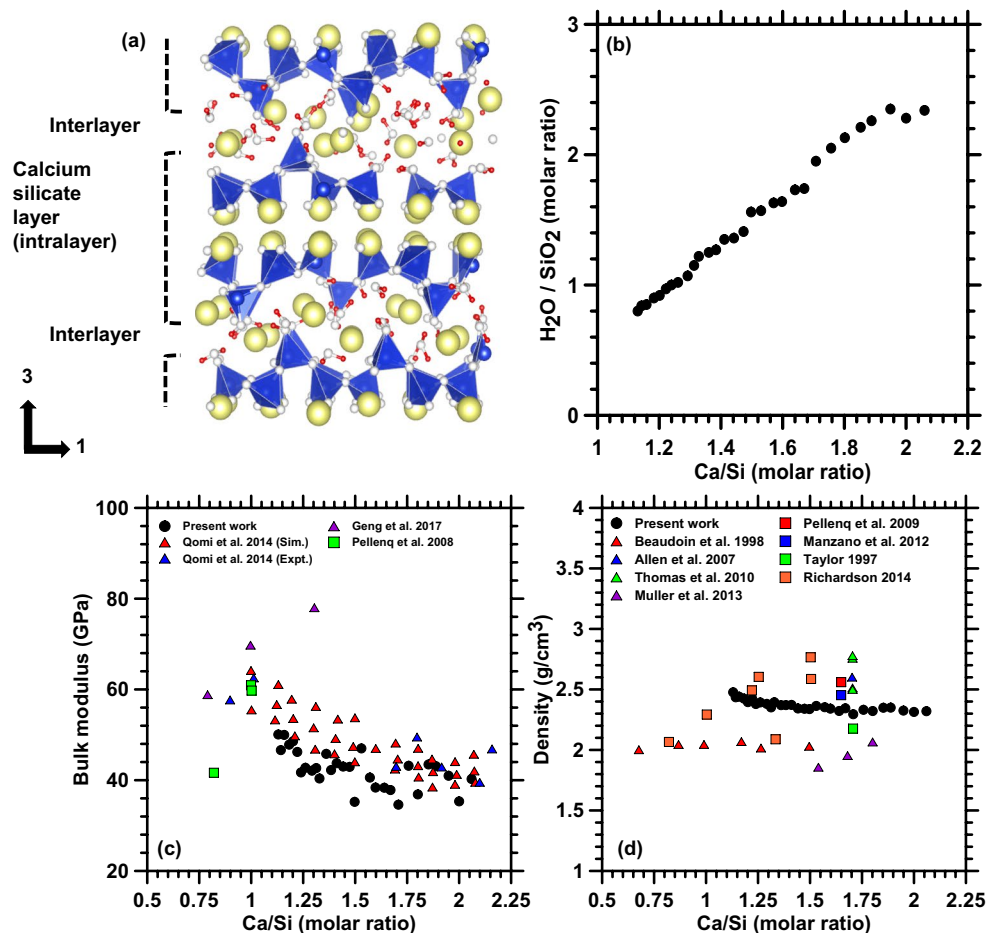 (a)
Interlayer
Calcium
silicate
layer
(intralayer)
Interlayer
3
1
(b)
H2O / SiO2 (molar ratio)
3
2
1
0
1
1.2
1.4
1.6
1.8
2
2.2
Ca/Si (molar ratio)
Bulk modulus (GPa)
100
80
60
40
20
Present work
Qomi et al. 2014 (Sim.)
Qomi et al. 2014 (Expt.)
Geng et al. 2017
Pellenq et al. 2008
(c)
0.75
1
1.25
1.5
1.75
2
2.25
0.5
Ca/Si (molar ratio)
Density (g/cm3)
4
3.5
3
2.5
2
1.5
1
Present work
Beaudoin et al. 1998
Allen et al. 2007
Thomas et al. 2010
Muller et al. 2013
Pellenq et al. 2009
Manzano et al. 2012
Taylor 1997
Richardson 2014
(d)
0.5
0.75
1
1.25
1.5
1.75
2
2.25
Ca/Si (molar ratio)